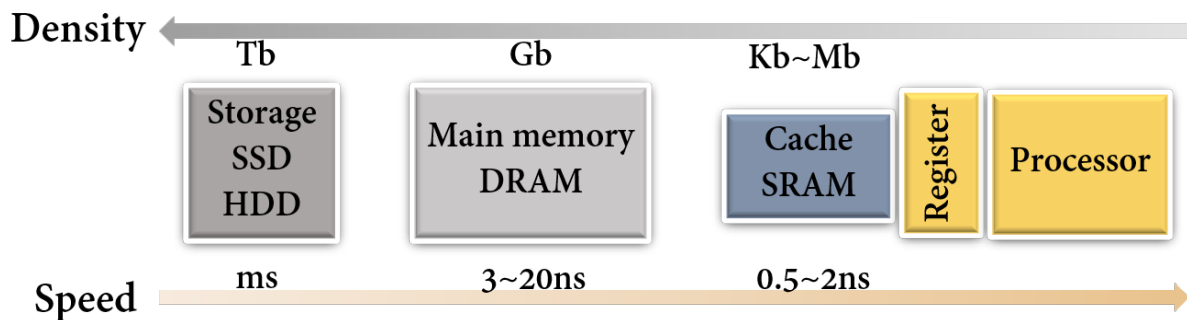 Density
Tb
Gb
Kb~Mb
Storage
SSD
HDD
Main memory
DRAM
Cache
SRAM
Register
Processor
ms
3~20ns
0.5~2ns
Speed